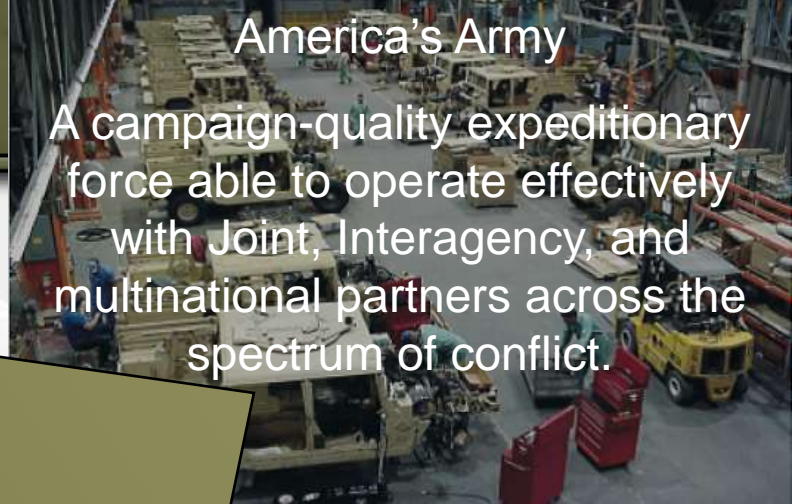 America’s Army
A campaign-quality expeditionary
force able to operate effectively
with Joint, Interagency, and
multinational partners across the
spectrum of conflict.